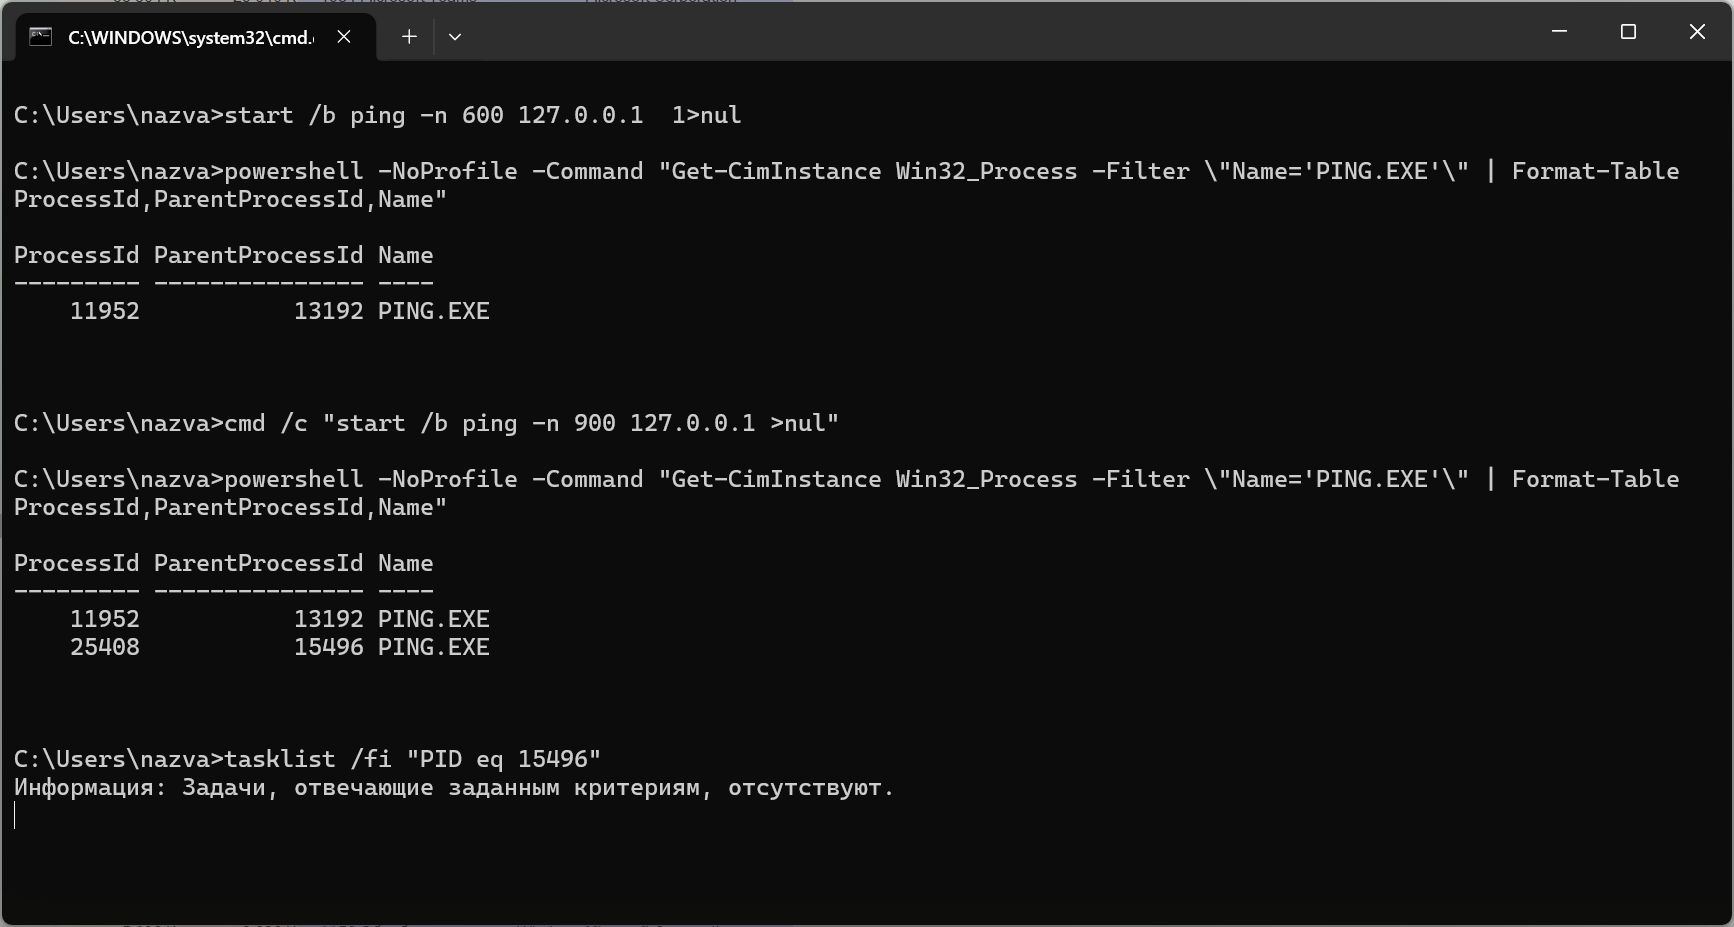 C:\WINDOWS\system32\cmd.
C:\Users\nazva>start /b ping -n 600 127.0.0.1  1>nul
C:\Users\nazva>powershell -NoProfile -Command "Get-CimInstance Win32_Process -Filter \"Name='PING.EXE'\" | Format-Table
ProcessId,ParentProcessId,Name"
ProcessId ParentProcessId Name
--------- --------------- ----
    11952           13192 PING.EXE
C:\Users\nazva>cmd /c "start /b ping -n 900 127.0.0.1 >nul"
C:\Users\nazva>powershell -NoProfile -Command "Get-CimInstance Win32_Process -Filter \"Name='PING.EXE'\" | Format-Table
ProcessId,ParentProcessId,Name"
ProcessId ParentProcessId Name
--------- --------------- ----
    11952           13192 PING.EXE
    25408           15496 PING.EXE
C:\Users\nazva>tasklist /fi "PID eq 15496"
Информация: Задачи, отвечающие заданным критериям, отсутствуют.